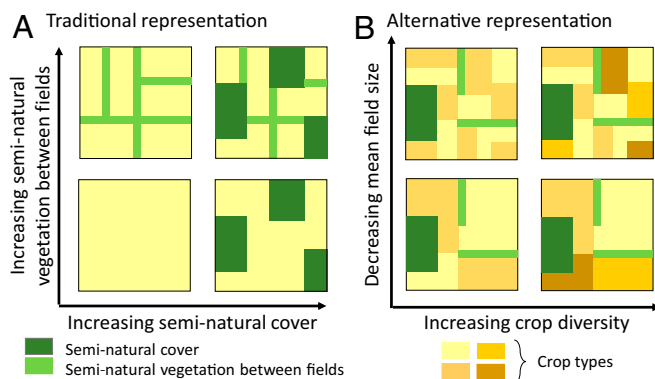 A Traditional representation
Increasing semi-natural
vegetation between fields
Increasing semi-natural cover
Semi-natural cover
Semi-natural vegetation between fields
B Alternative representation
Decreasing mean field size
Increasing crop diversity
Crop types